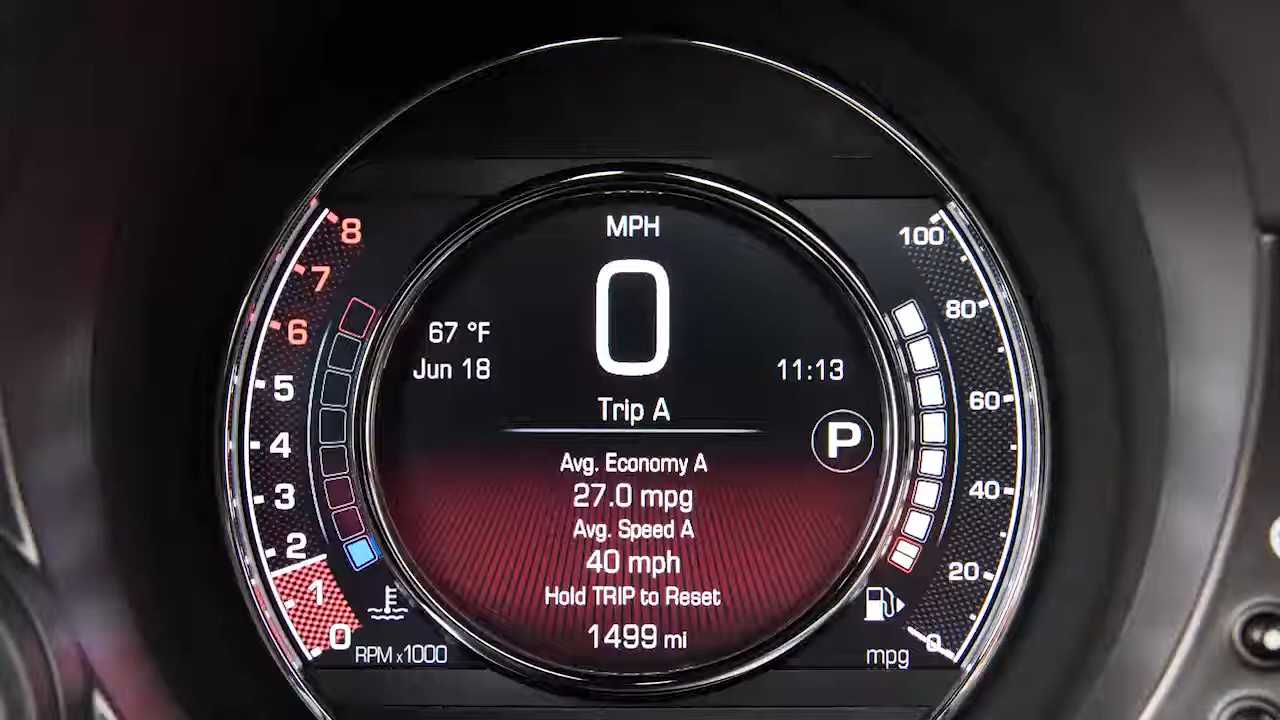 MPH
0
67 °F
Jun 18
11:13
Trip A
P
Avg. Economy A
27.0 mpg
Avg. Speed A
40 mph
Hold TRIP to Reset
1499 mi
8
7
6
5
4
3
2
1
0
RPM x1000
100
80
60
40
20
0
mpg